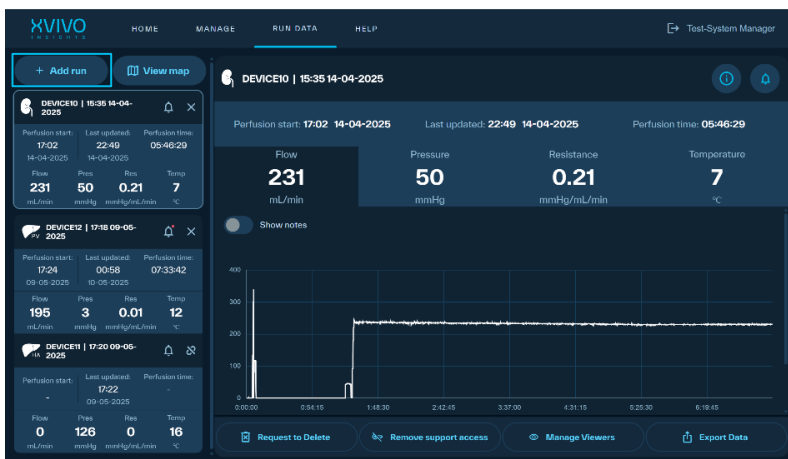 XVIVO
INSIGHTS
HOME
MANAGE
RUN DATA
HELP
Test-System Manager
+ Add run
View map
DEVICE10 | 15:35 14-04-
2025
Perfusion start: Last updated: Perfusion time:
17:02 22:49 05:46:29
14-04-2025 14-04-2025
Flow Pres Res Temp
231 50 0.21 7
mL/min mmHg mmHg/mL/min °C
DEVICE12 | 17:18 09-05-
PV 2025
Perfusion start: Last updated: Perfusion time:
17:24 00:58 07:33:42
09-05-2025 10-05-2025
Flow Pres Res Temp
195 3 0.01 12
mL/min mmHg mmHg/mL/min °C
DEVICE11 | 17:20 09-05-
HA 2025
Perfusion start: Last updated: Perfusion time:
- 17:22 -
09-05-2025
Flow Pres Res Temp
0 126 0 16
mL/min mmHg mmHg/mL/min °C
DEVICE10 | 15:35 14-04-2025
Perfusion start: 17:02 14-04-2025 Last updated: 22:49 14-04-2025 Perfusion time: 05:46:29
Flow Pressure Resistance Temperature
231 50 0.21 7
mL/min mmHg mmHg/mL/min °C
Show notes
400
300
200
100
0
0:00:00 0:54:15 1:48:30 2:42:45 3:37:00 4:31:15 5:25:30 6:19:45
Request to Delete
Remove support access
Manage Viewers
Export Data